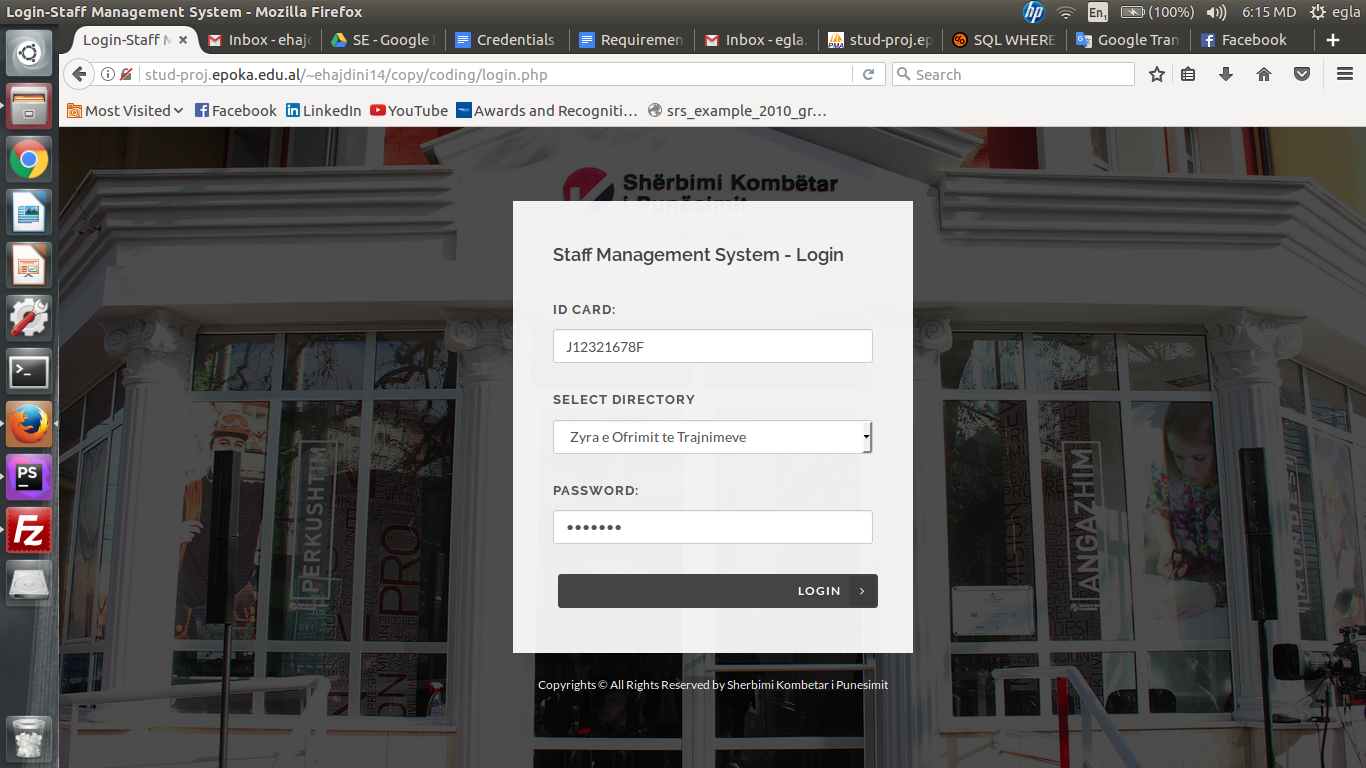 Login-Staff Management System - Mozilla Firefox
En1
(100%)
6:15 MD
egla
Login-Staff M
Inbox - ehajd
SE - Google D
Credentials
Requiremen
Inbox - egla.
stud-proj.ep
SQL WHERE
Google Tran
Facebook
stud-proj.epoka.edu.al/~ehajdini14/copy/coding/login.php
Search
Most Visited
Facebook
LinkedIn
YouTube
Awards and Recogniti...
srs_example_2010_gr...
Shërbimi Kombëtar
i Punësimit
Staff Management System - Login
ID CARD:
J12321678F
SELECT DIRECTORY
Zyra e Ofrimit te Trajnimeve
PASSWORD:
•••••••
LOGIN
PERKUSHTIM
ANGAZHIM
MUNDESI
PRO
Copyrights © All Rights Reserved by Sherbimi Kombetar i Punesimit